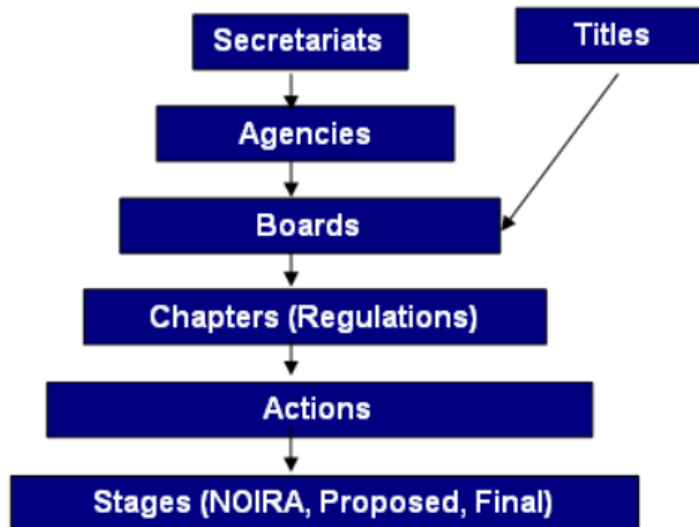 Secretariats
Titles
Agencies
Boards
Chapters (Regulations)
Actions
Stages (NOIRA, Proposed, Final)